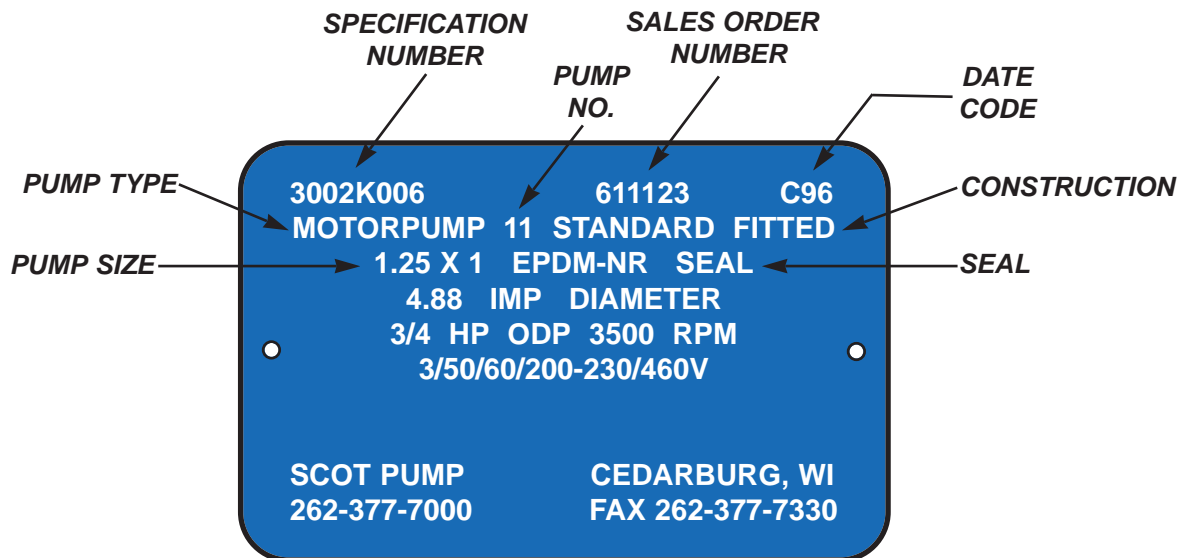 SPECIFICATION
NUMBER
SALES ORDER
NUMBER
PUMP
NO.
DATE
CODE
PUMP TYPE
3002K006 611123 C96
CONSTRUCTION
MOTORPUMP 11 STANDARD FITTED
PUMP SIZE
1.25 X 1 EPDM-NR SEAL
SEAL
4.88 IMP DIAMETER
3/4 HP ODP 3500 RPM
3/50/60/200-230/460V
SCOT PUMP CEDARBURG, WI
262-377-7000 FAX 262-377-7330